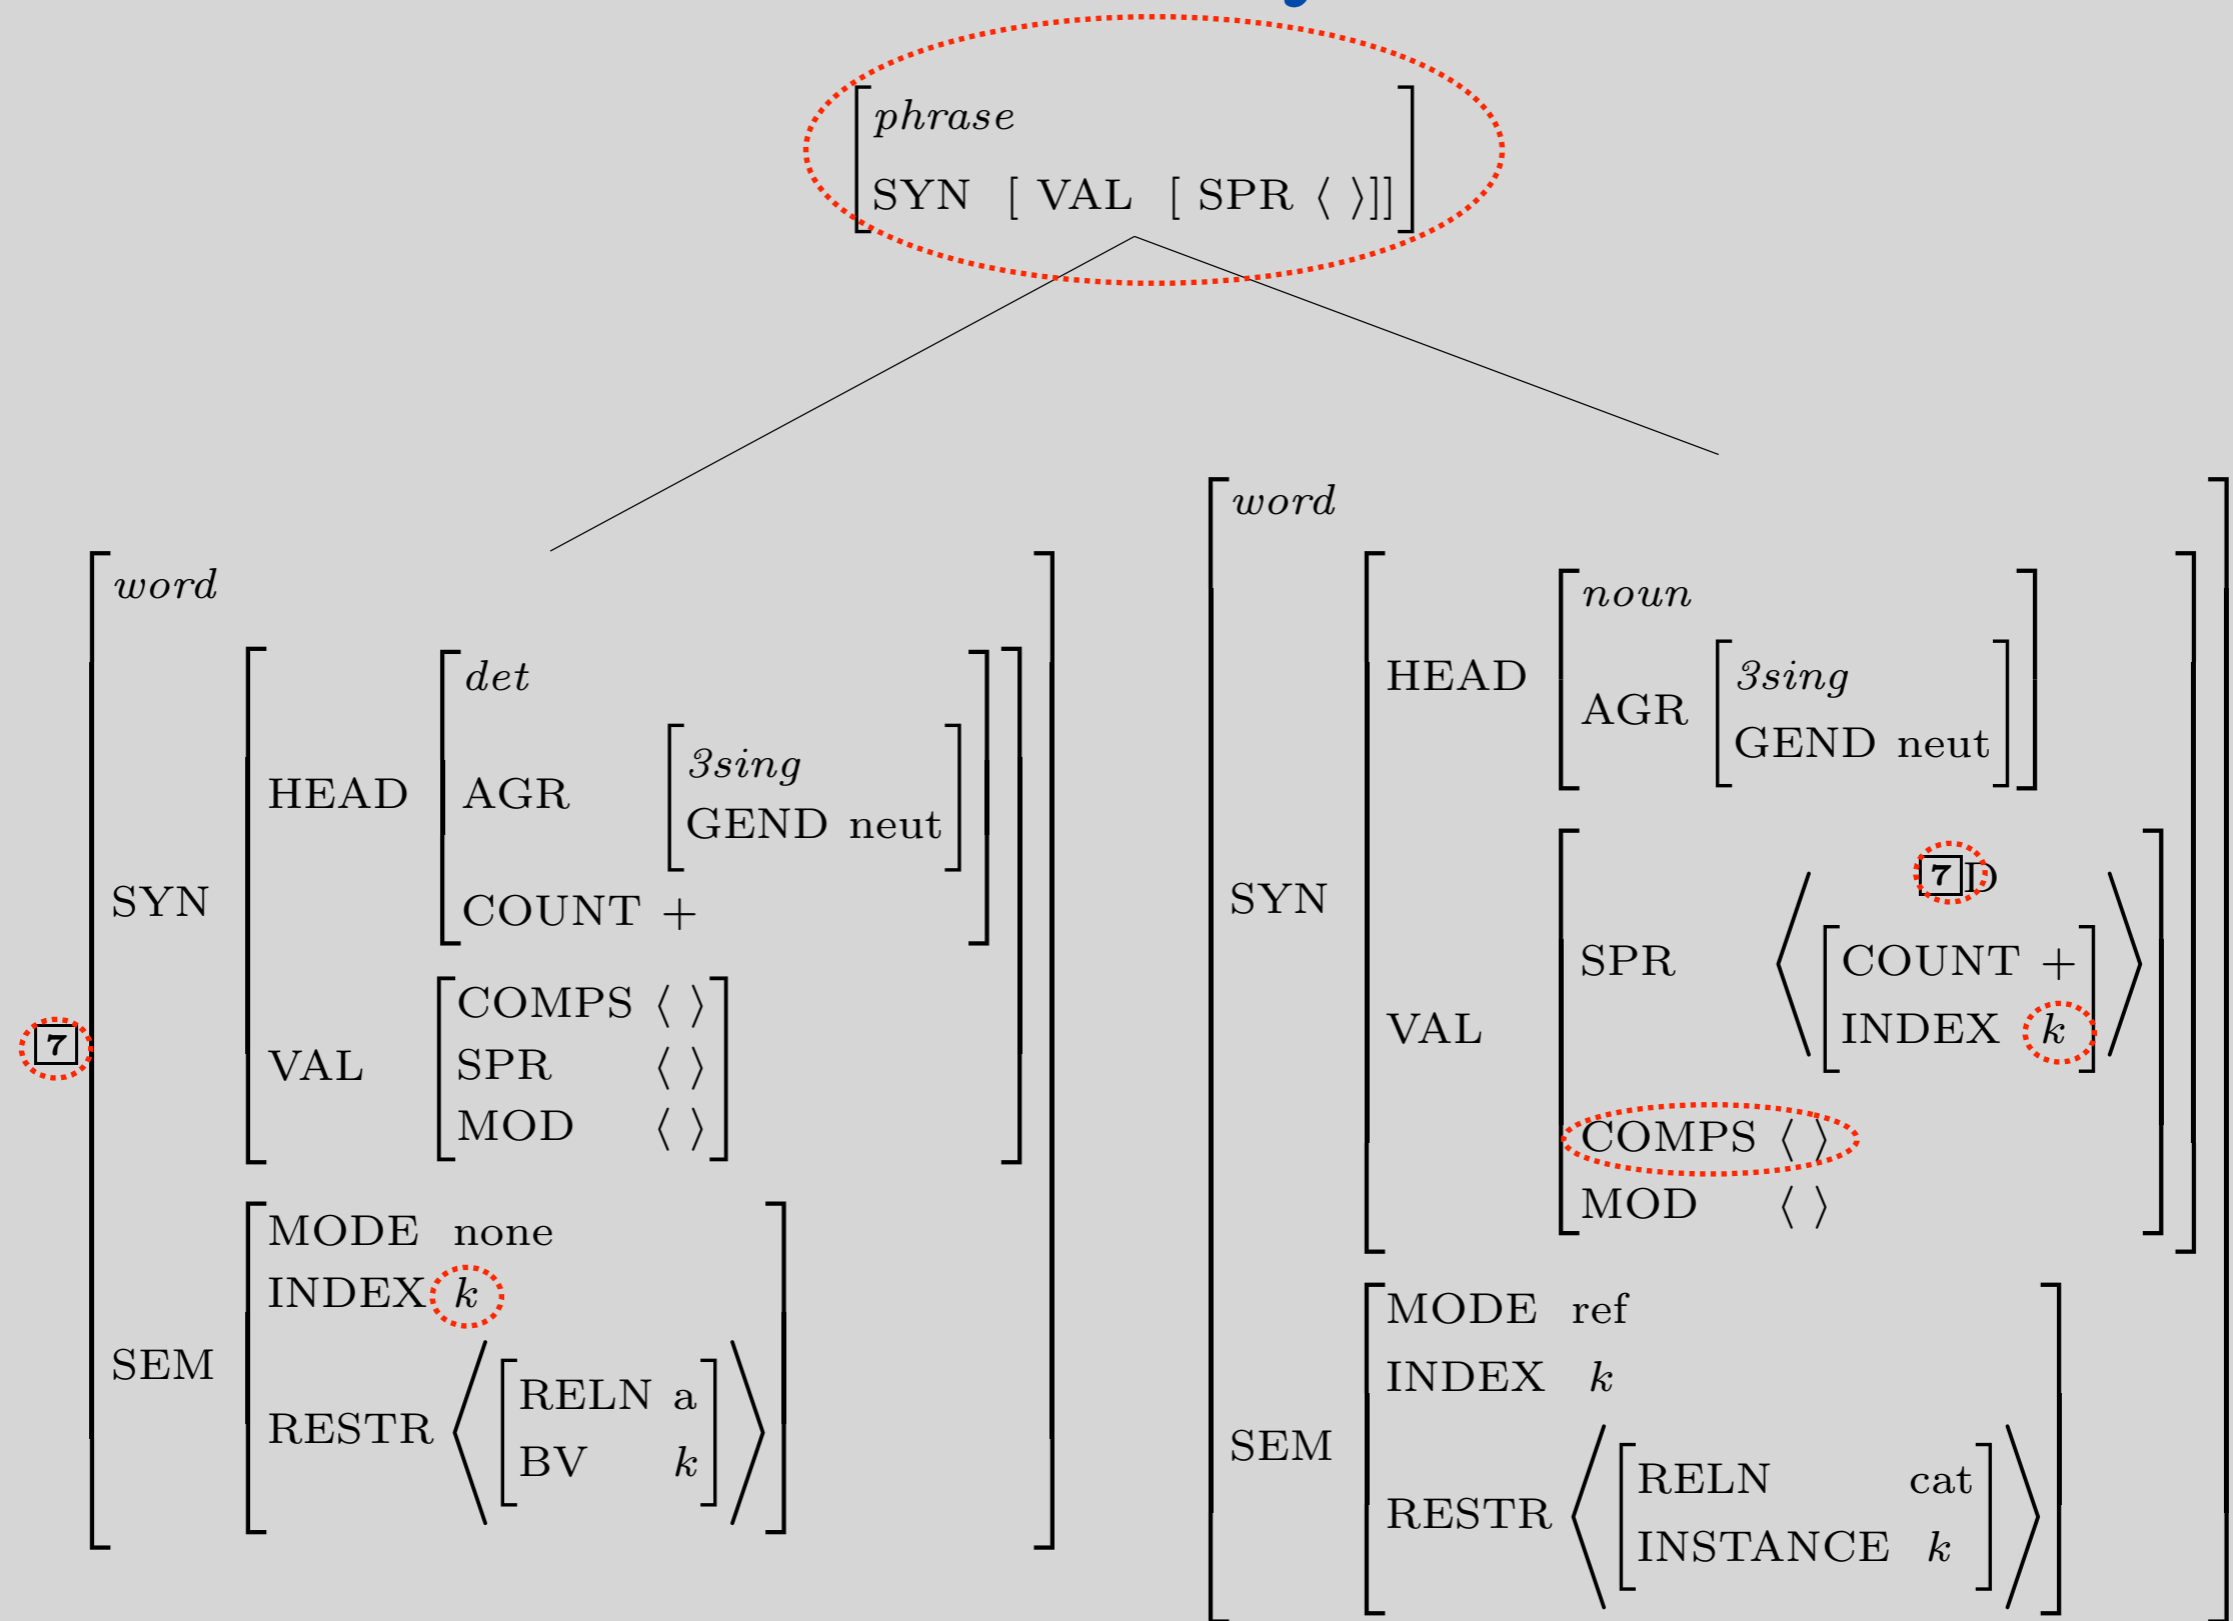 phrase
SYN [ VAL [ SPR ⟨ ⟩]]
word
HEAD
det
AGR
3sing
GEND neut
COUNT +
SYN
VAL
COMPS ⟨ ⟩
SPR ⟨ ⟩
MOD ⟨ ⟩
7
SEM
MODE none
INDEX k
RESTR
RELN a
BV k
word
HEAD
noun
AGR
3sing
GEND neut
SYN
VAL
SPR
7 D
COUNT +
INDEX k
COMPS ⟨ ⟩
MOD ⟨ ⟩
SEM
MODE ref
INDEX k
RESTR
RELN cat
INSTANCE k